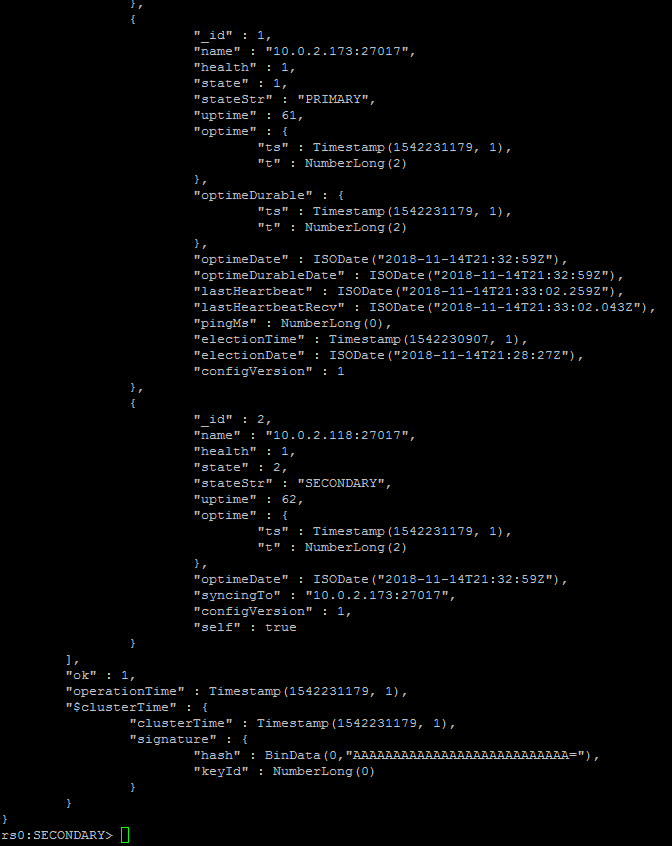 },
{
"_id" : 1,
"name" : "10.0.2.173:27017",
"health" : 1,
"state" : 1,
"stateStr" : "PRIMARY",
"uptime" : 61,
"optime" : {
"ts" : Timestamp(1542231179, 1),
"t" : NumberLong(2)
},
"optimeDurable" : {
"ts" : Timestamp(1542231179, 1),
"t" : NumberLong(2)
},
"optimeDate" : ISODate("2018-11-14T21:32:59Z"),
"optimeDurableDate" : ISODate("2018-11-14T21:32:59Z"),
"lastHeartbeat" : ISODate("2018-11-14T21:33:02.259Z"),
"lastHeartbeatRecv" : ISODate("2018-11-14T21:33:02.043Z"),
"pingMs" : NumberLong(0),
"electionTime" : Timestamp(1542230907, 1),
"electionDate" : ISODate("2018-11-14T21:28:27Z"),
"configVersion" : 1
},
{
"_id" : 2,
"name" : "10.0.2.118:27017",
"health" : 1,
"state" : 2,
"stateStr" : "SECONDARY",
"uptime" : 62,
"optime" : {
"ts" : Timestamp(1542231179, 1),
"t" : NumberLong(2)
},
"optimeDate" : ISODate("2018-11-14T21:32:59Z"),
"syncingTo" : "10.0.2.173:27017",
"configVersion" : 1,
"self" : true
}
],
"ok" : 1,
"operationTime" : Timestamp(1542231179, 1),
"$clusterTime" : {
"clusterTime" : Timestamp(1542231179, 1),
"signature" : {
"hash" : BinData(0,"AAAAAAAAAAAAAAAAAAAAAAAAAAA="),
"keyId" : NumberLong(0)
}
}
}
rs0:SECONDARY>